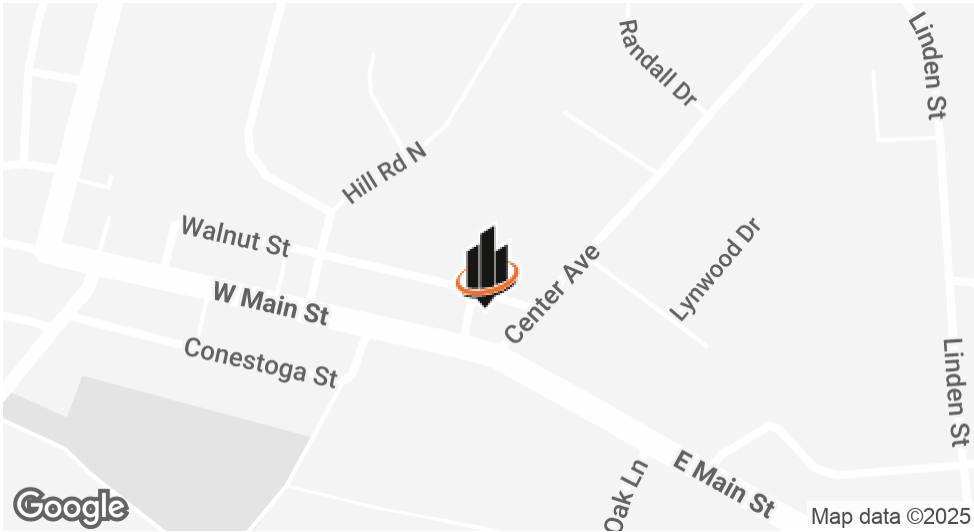 Randall Dr
Linden St
Hill Rd N
Walnut St
Lynwood Dr
Center Ave
W Main St
Conestoga St
Linden St
E Main St
Oak Ln
Google
Map data ©2025